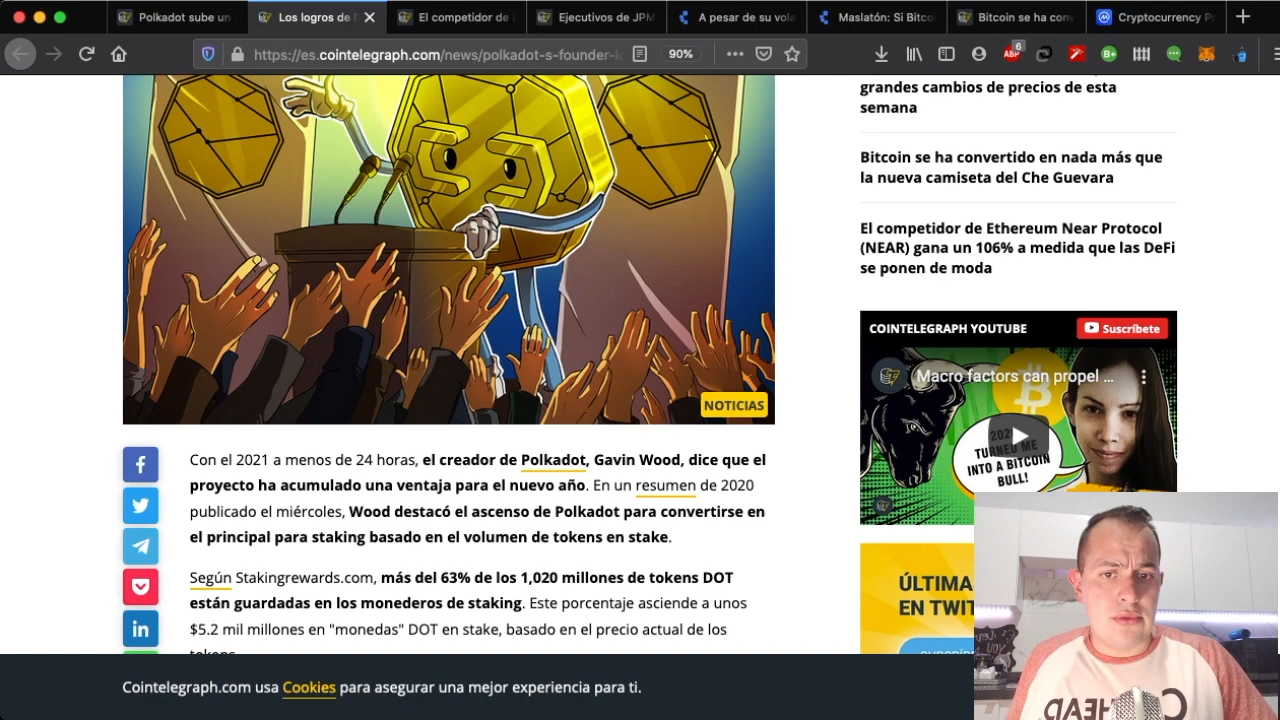 Polkadot sube un
Los logros de P
El competidor de
Ejecutivos de JPM
A pesar de su vola
Maslatón: Si Bitco
Bitcoin se ha conv
Cryptocurrency Pr
https://es.cointelegraph.com/news/polkadot-s-founder-lo
90%
ABP
6
grandes cambios de precios de esta
semana
Bitcoin se ha convertido en nada más que
la nueva camiseta del Che Guevara
El competidor de Ethereum Near Protocol
(NEAR) gana un 106% a medida que las DeFi
se ponen de moda
NOTICIAS
COINTELEGRAPH YOUTUBE
Suscríbete
Macro factors can propel ...
TURNED ME
INTO A BITCOIN
BULL!
Con el 2021 a menos de 24 horas, el creador de Polkadot, Gavin Wood, dice que el
proyecto ha acumulado una ventaja para el nuevo año. En un resumen de 2020
publicado el miércoles, Wood destacó el ascenso de Polkadot para convertirse en
el principal para staking basado en el volumen de tokens en stake.
Según Stakingrewards.com, más del 63% de los 1,020 millones de tokens DOT
están guardadas en los monederos de staking. Este porcentaje asciende a unos
$5.2 mil millones en "monedas" DOT en stake, basado en el precio actual de los
tokens.
ÚLTIMA
EN TWIT
Cointelegraph.com usa Cookies para asegurar una mejor experiencia para ti.